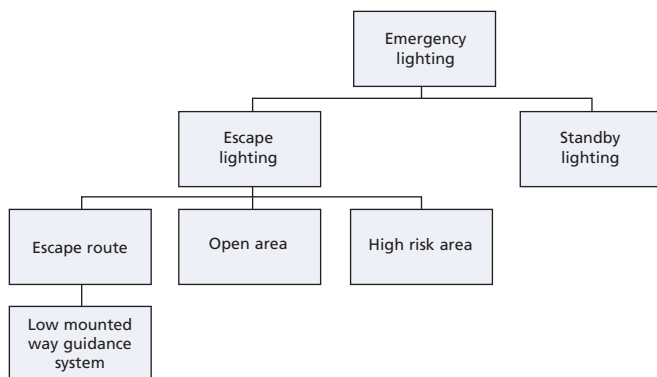 Emergency
lighting
Escape
lighting
Standby
lighting
Escape route
Open area
High risk area
Low mounted
way guidance
system